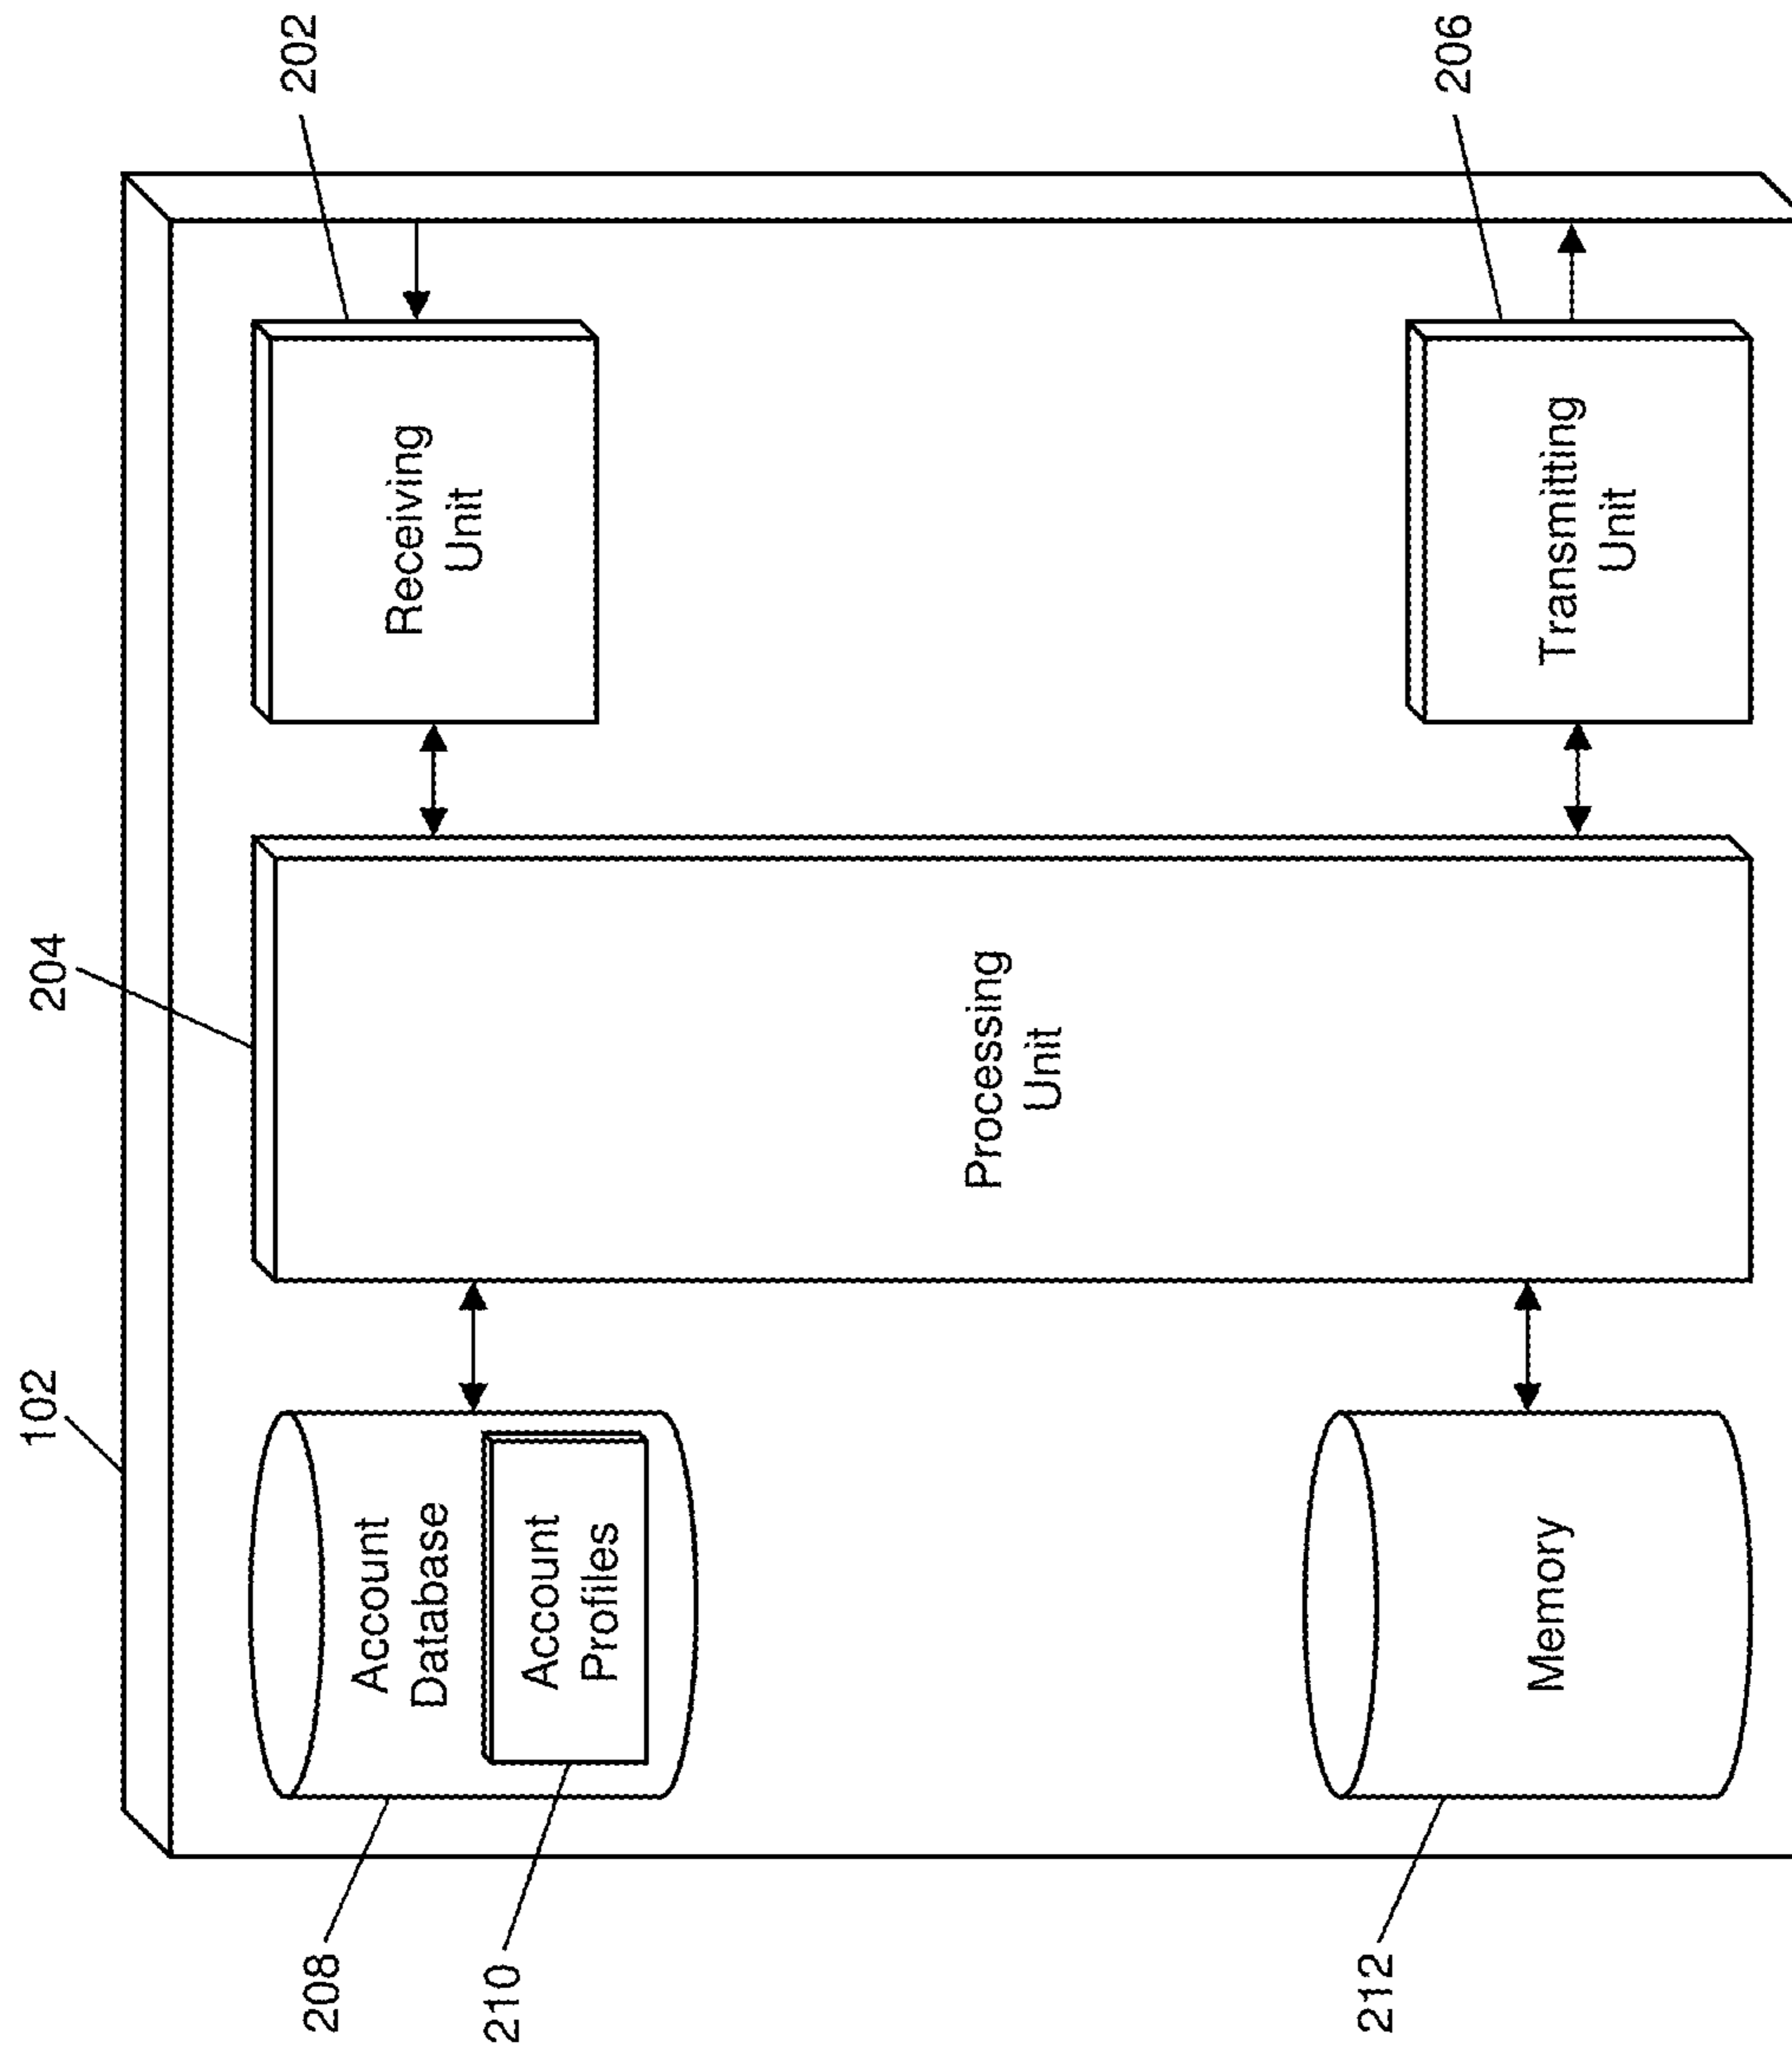 102
204
202
208
Account
Database
210
Account
Profiles
Processing
Unit
Receiving
Unit
212
Memory
Transmitting
Unit
206